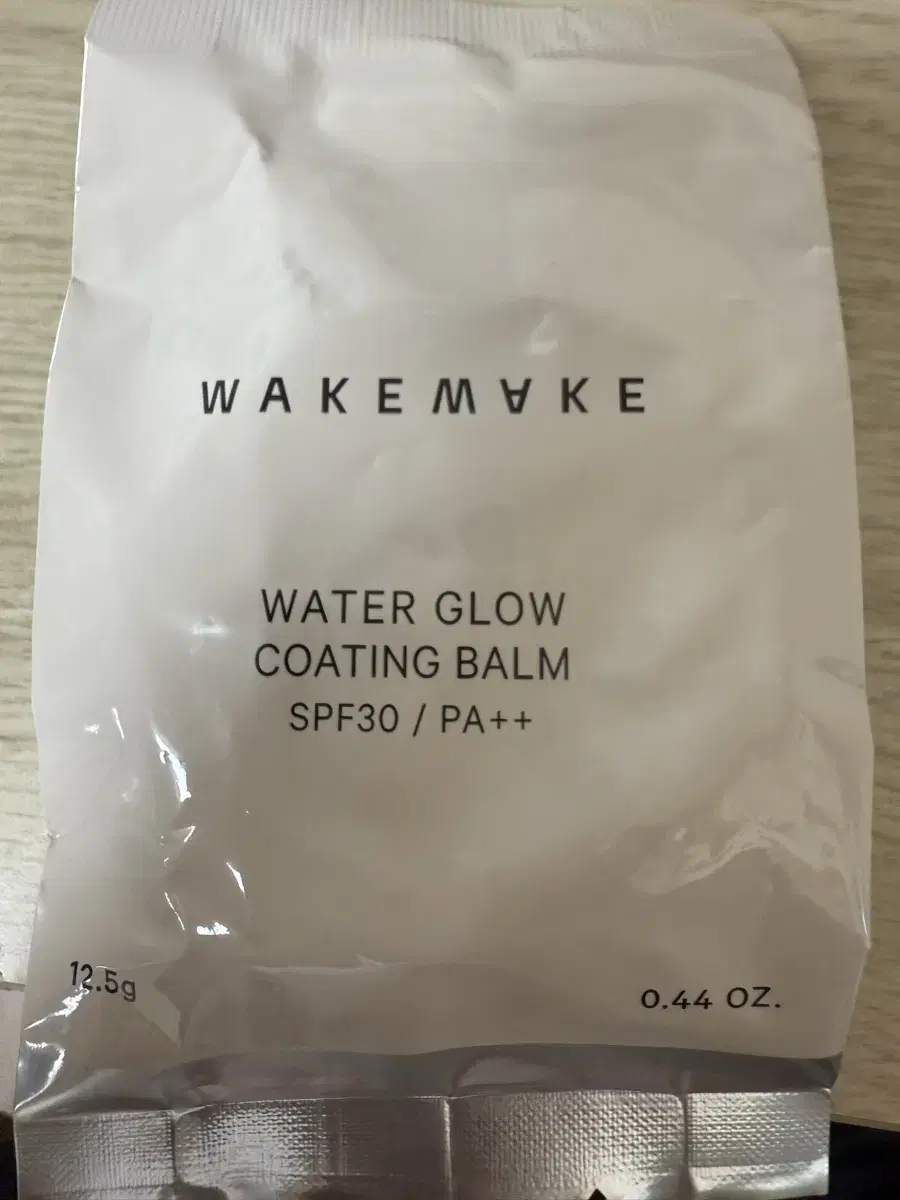 WAKEMAKE
WATER GLOW
COATING BALM
SPF30 / PA++
12.5g
0.44 OZ.